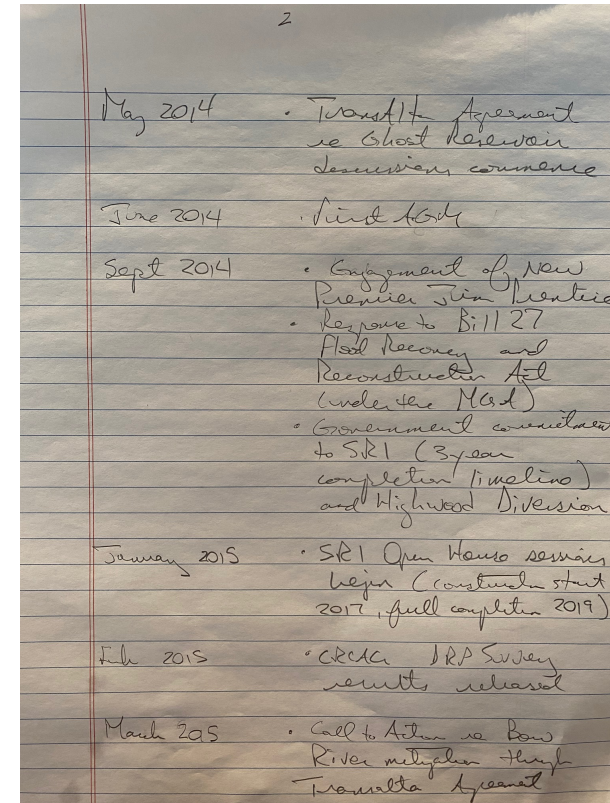 2
May 2014 • TransAlta Agreement
re Ghost Reservoir
discussions commence
June 2014 • First AGM
Sept 2014 • Engagement of New
Premier Jim Prentice
• Response to Bill 27
Flood Recovery and
Reconstruction Act
(under the MGA)
• Government commitment
to SR1 (3-year
completion timeline)
and Highwood Diversion
January 2015 • SR1 Open House sessions
begin (construction start
2017, full completion 2019)
Feb 2015 • CRCAG DRP Survey
results released
March 2015 • Call to Action re Bow
River mitigation through
Transalta Agreement